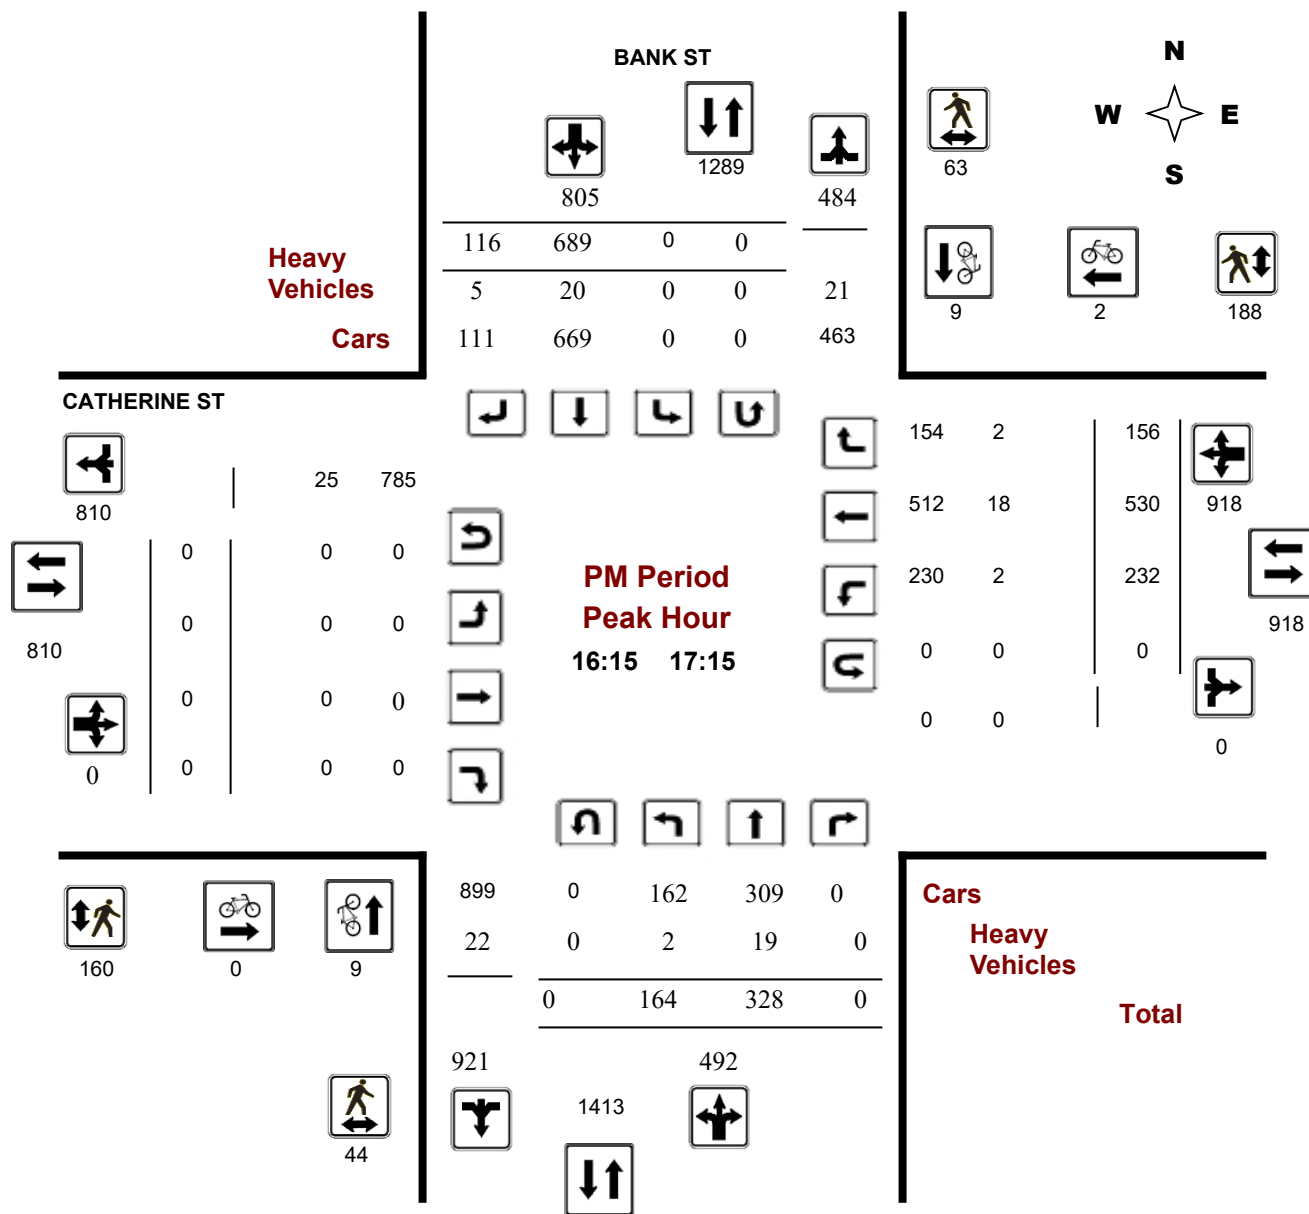 BANK ST
N
W E
S
1289
63
805
484
116 689 0 0
Heavy
Vehicles
5 20 0 0 21
9 2 188
Cars
111 669 0 0 463
CATHERINE ST
154 2 156
25 785
810
512 18 530 918
0 0 0
PM Period
230 2 232
Peak Hour
0 0 0
918
810
16:15 17:15
0 0 0
0 0 0
0 0
0
0
0 0 0
899 0 162 309 0
Cars
22 0 2 19 0
Heavy
Vehicles
160 0 9
0 164 328 0
Total
921 492
1413
44